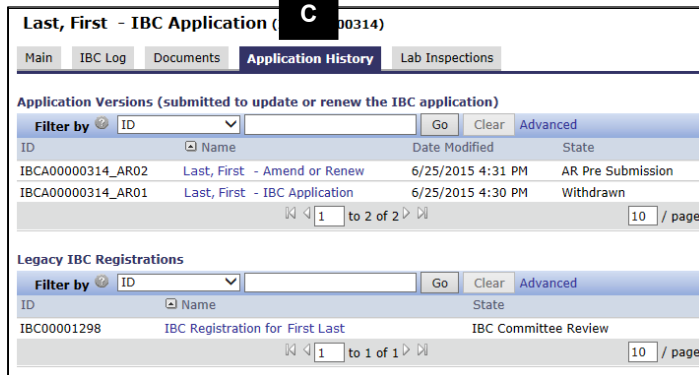 C
Last, First - IBC Application ( 00314)
Main IBC Log Documents Application History Lab Inspections
Application Versions (submitted to update or renew the IBC application)
Filter by ? ID Go Clear Advanced
ID Name Date Modified State
IBCA00000314_AR02 Last, First - Amend or Renew 6/25/2015 4:31 PM AR Pre Submission
IBCA00000314_AR01 Last, First - IBC Application 6/25/2015 4:30 PM Withdrawn
1 to 2 of 2 10 / page
Legacy IBC Registrations
Filter by ? ID Go Clear Advanced
ID Name State
IBC00001298 IBC Registration for First Last IBC Committee Review
1 to 1 of 1 10 / page